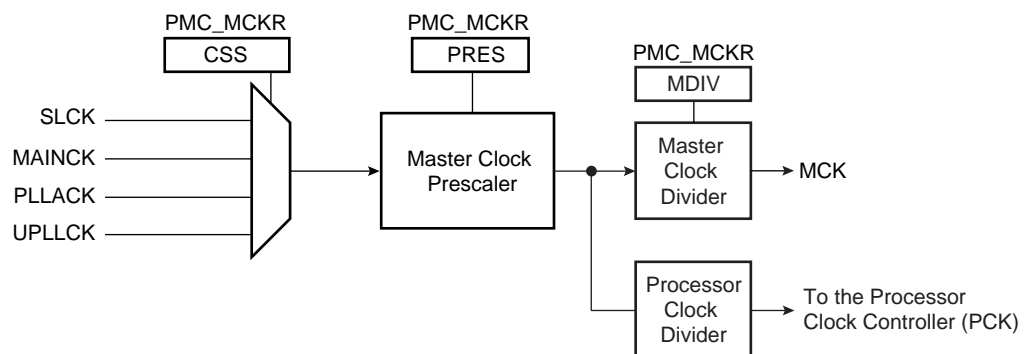 PMC_MCKR
CSS
PMC_MCKR
PRES
PMC_MCKR
MDIV
SLCK
MAINCK
PLLACK
UPLLCK
Master Clock
Prescaler
Master
Clock
Divider
MCK
Processor
Clock
Divider
To the Processor
Clock Controller (PCK)